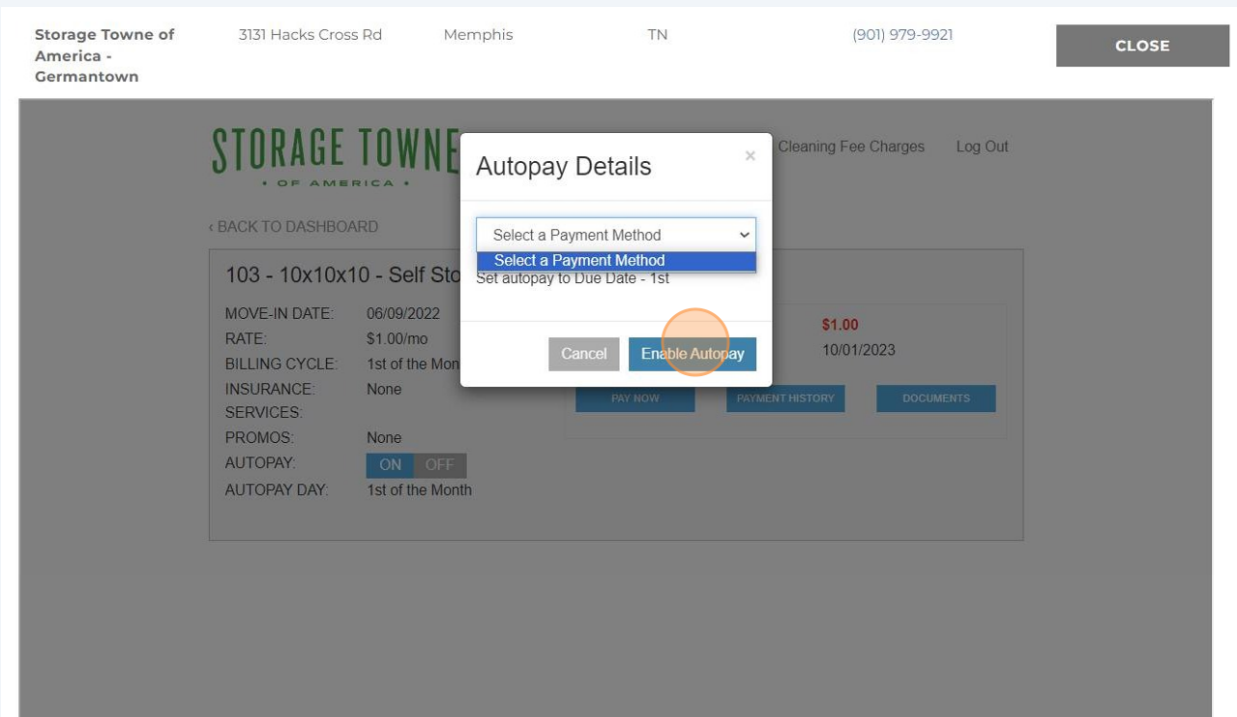 Storage Towne of America - Germantown
3131 Hacks Cross Rd
Memphis
TN
(901) 979-9921
CLOSE
STORAGE TOWNE
• OF AMERICA •
Cleaning Fee Charges
Log Out
‹ BACK TO DASHBOARD
Autopay Details
×
Select a Payment Method
Select a Payment Method
Set autopay to Due Date - 1st
Cancel
Enable Autopay
103 - 10x10x10 - Self Sto
MOVE-IN DATE: 06/09/2022
RATE: $1.00/mo
BILLING CYCLE: 1st of the Mon
INSURANCE: None
SERVICES:
PROMOS: None
AUTOPAY: ON OFF
AUTOPAY DAY: 1st of the Month
$1.00
10/01/2023
PAY NOW
PAYMENT HISTORY
DOCUMENTS